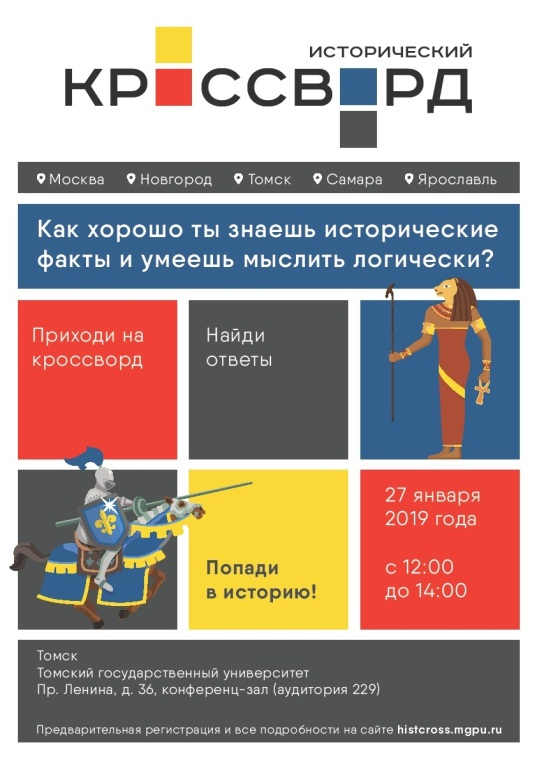 ИСТОРИЧЕСКИЙ
КРОССВОРД
Москва Новгород Томск Самара Ярославль
Как хорошо ты знаешь исторические
факты и умеешь мыслить логически?
Приходи на
кроссворд
Найди
ответы
Попади
в историю!
27 января
2019 года
с 12:00
до 14:00
Томск
Томский государственный университет
Пр. Ленина, д. 36, конференц-зал (аудитория 229)
Предварительная регистрация и все подробности на сайте histcross.mgpu.ru